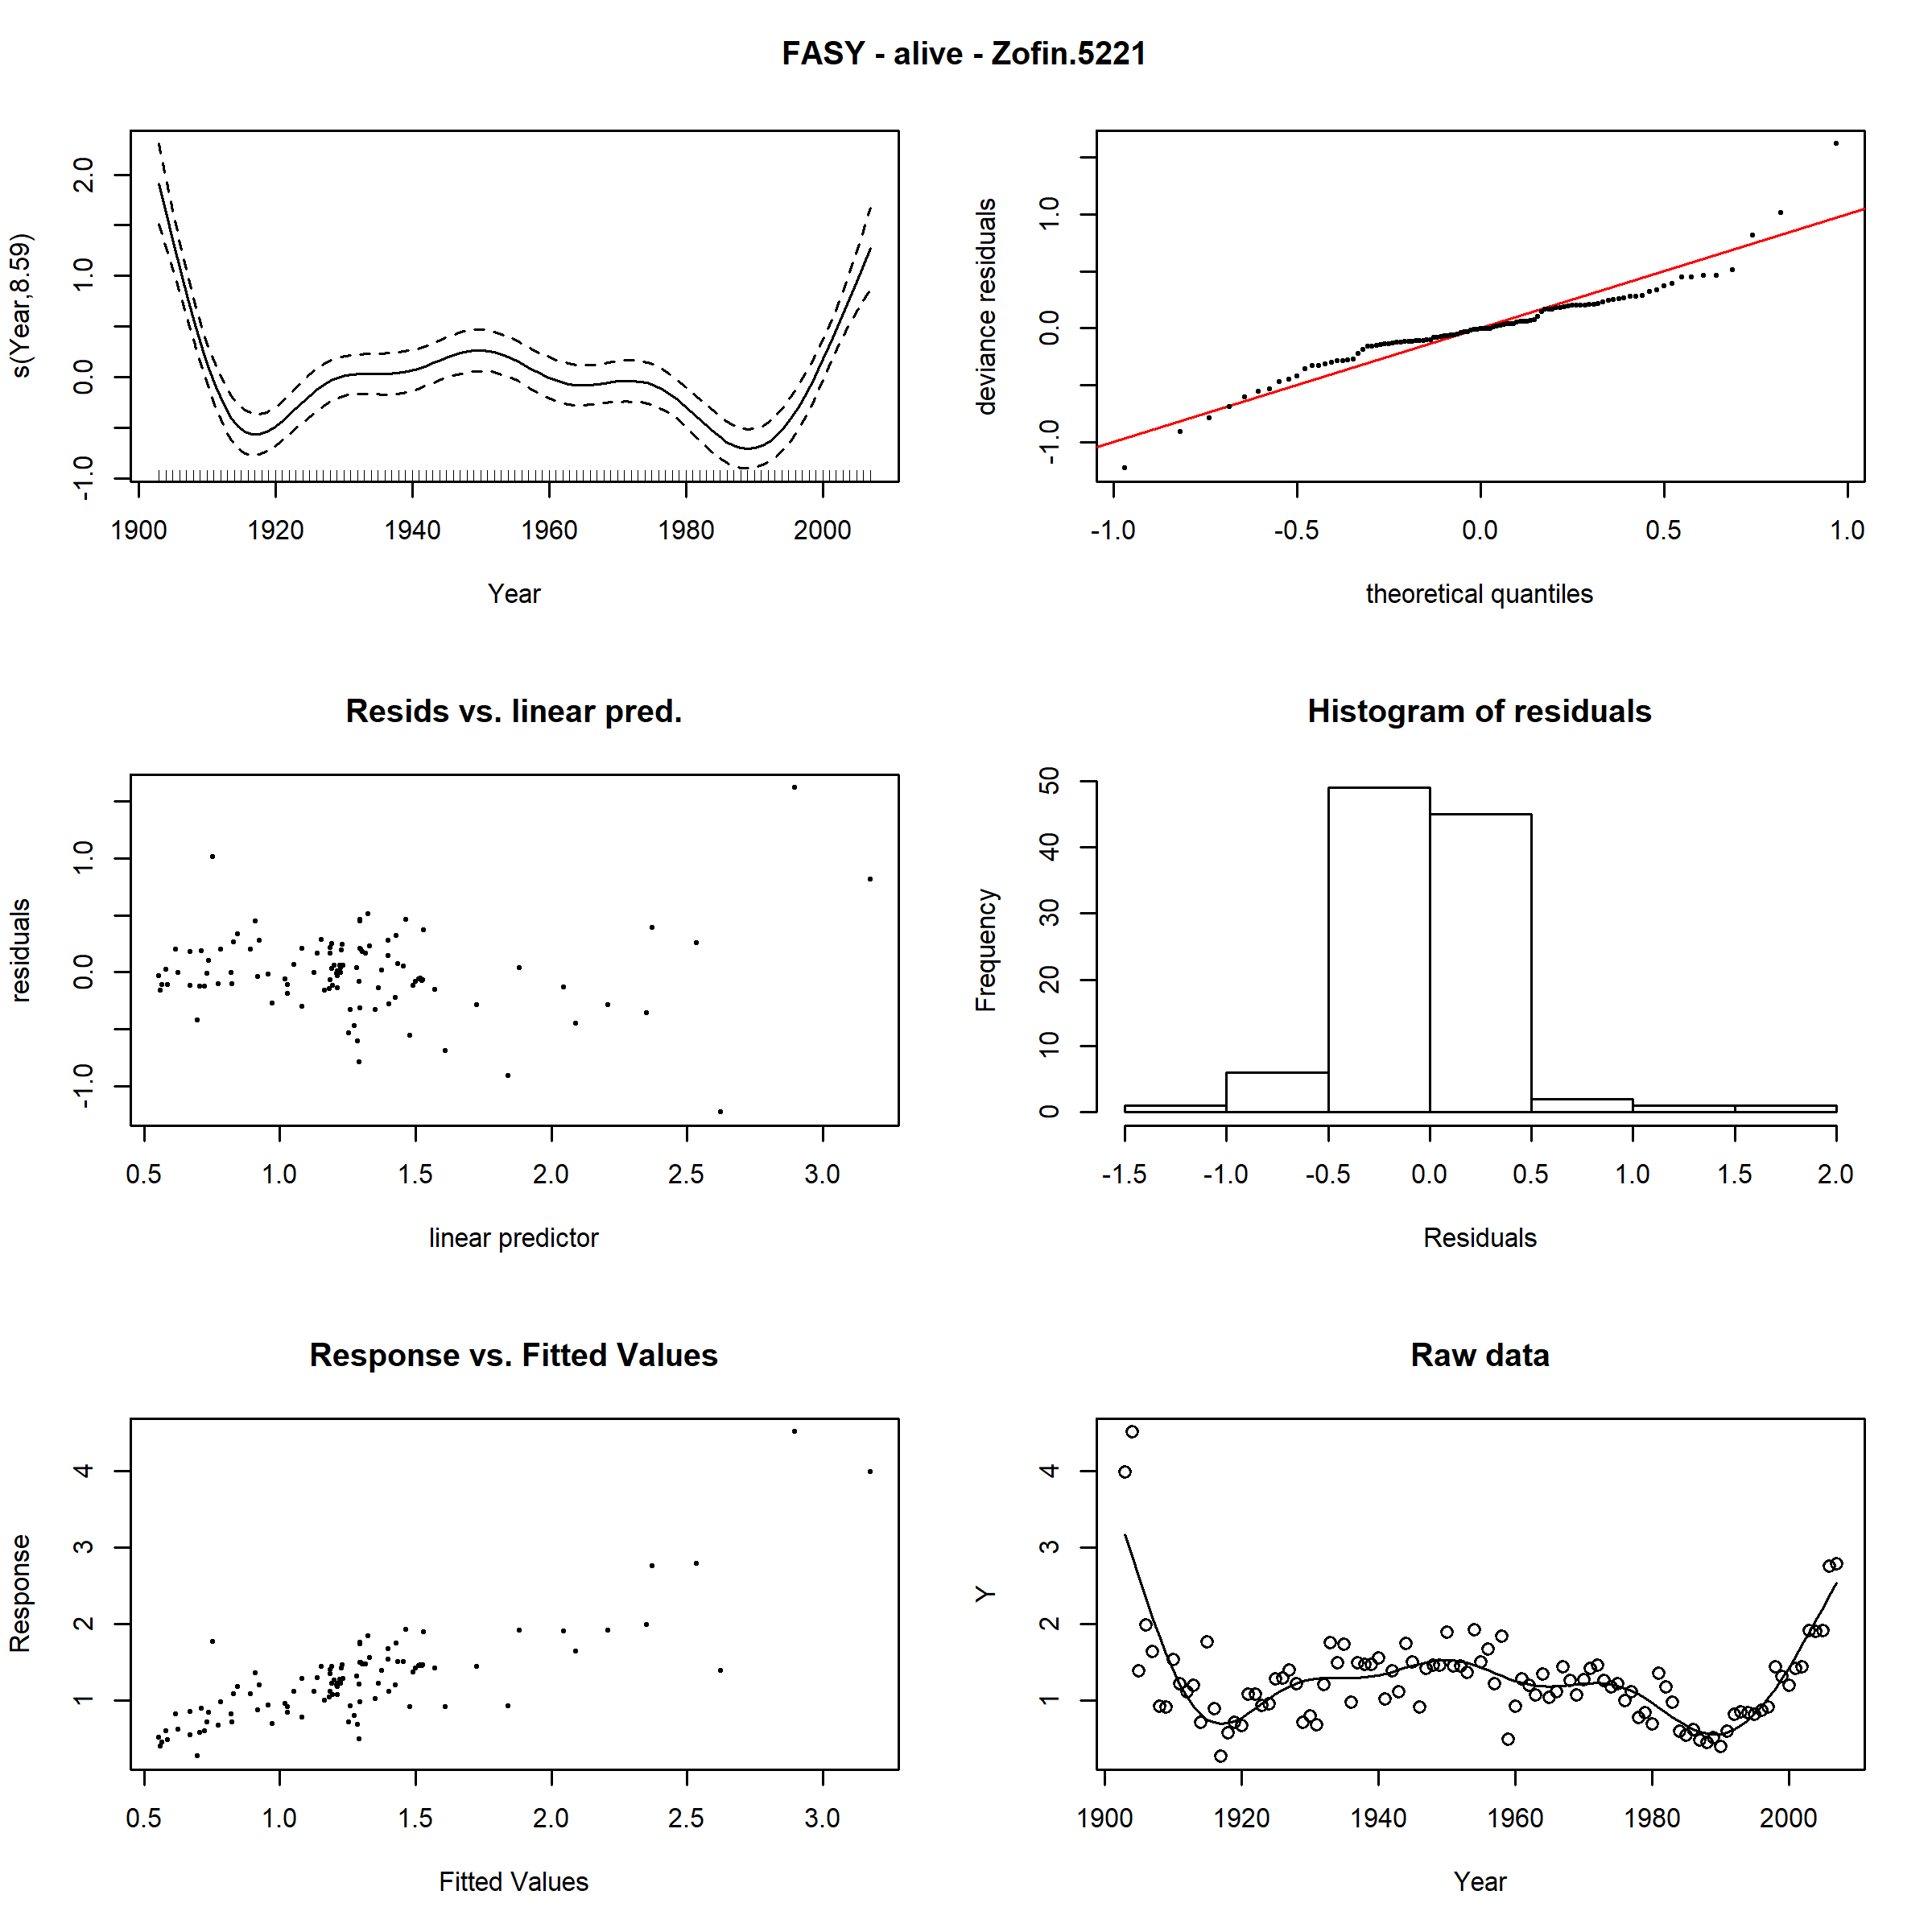 FASY - alive - Zofin.5221
s(Year,8.59)
-1.0 0.0 1.0 2.0
1900 1920 1940 1960 1980 2000
Year
deviance residuals
-1.0 0.0 1.0
-1.0 -0.5 0.0 0.5 1.0
theoretical quantiles
Resids vs. linear pred.
residuals
-1.0 0.0 1.0
0.5 1.0 1.5 2.0 2.5 3.0
linear predictor
Histogram of residuals
Frequency
0 10 20 30 40 50
-1.5 -1.0 -0.5 0.0 0.5 1.0 1.5 2.0
Residuals
Response vs. Fitted Values
Response
1 2 3 4
0.5 1.0 1.5 2.0 2.5 3.0
Fitted Values
Raw data
Y
1 2 3 4
1900 1920 1940 1960 1980 2000
Year